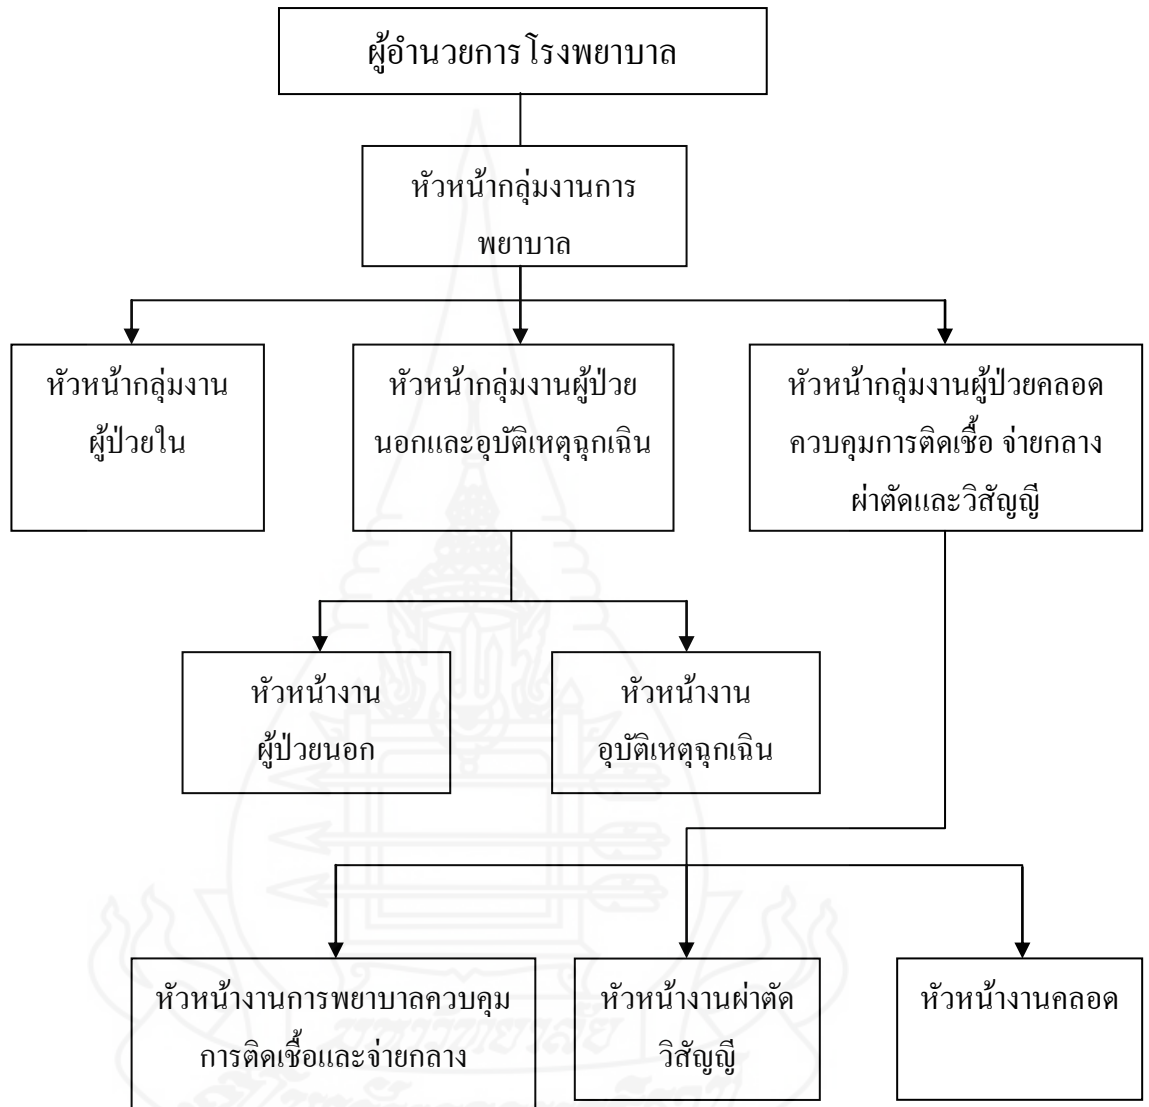 ผู้อำนวยการโรงพยาบาล
หัวหน้ากลุ่มงานการ
พยาบาล
หัวหน้ากลุ่มงาน
ผู้ป่วยใน
หัวหน้ากลุ่มงานผู้ป่วย
นอกและอุบัติเหตุฉุกเฉิน
หัวหน้ากลุ่มงานผู้ป่วยคลอด
ควบคุมการติดเชื้อ จ่ายกลาง
ผ่าตัดและวิสัญญี
หัวหน้างาน
ผู้ป่วยนอก
หัวหน้างาน
อุบัติเหตุฉุกเฉิน
หัวหน้างานการพยาบาลควบคุม
การติดเชื้อและจ่ายกลาง
หัวหน้างานผ่าตัด
วิสัญญี
หัวหน้างานคลอด